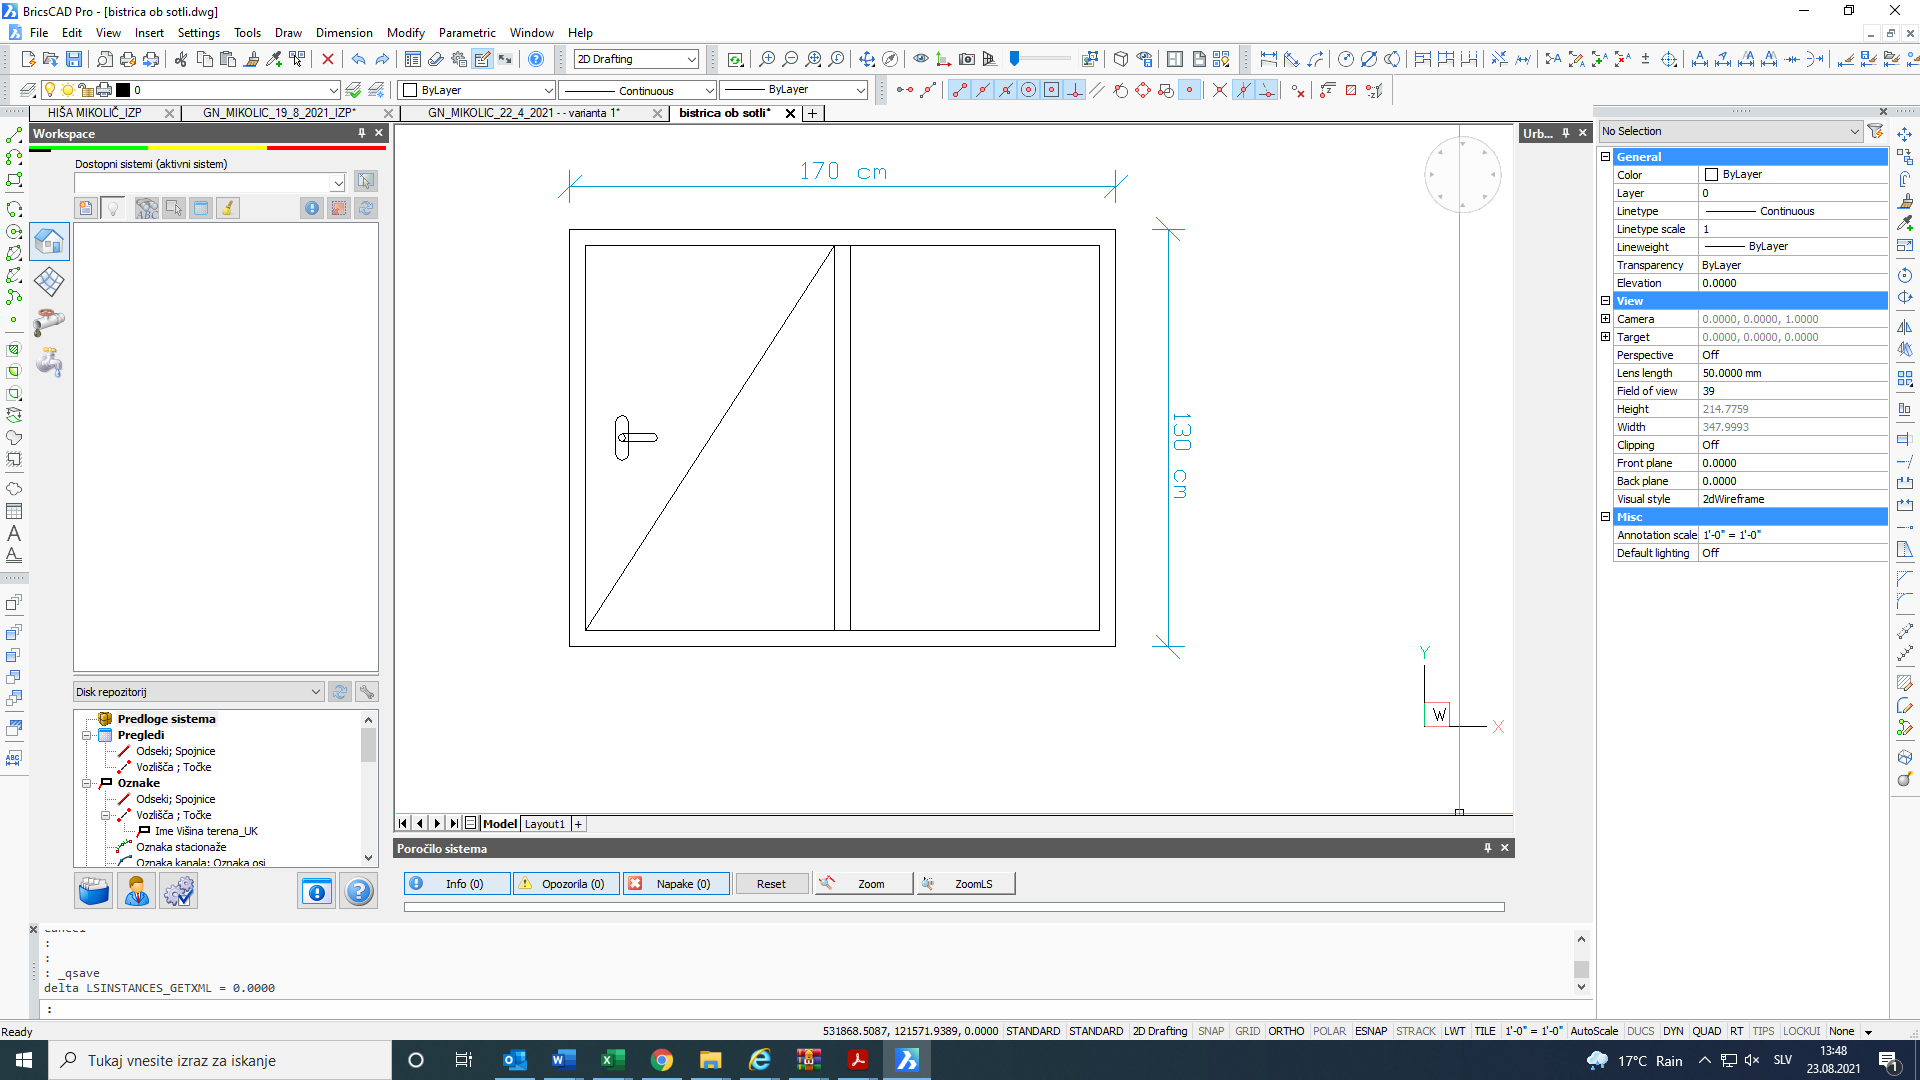 BricsCAD Pro - [bistrica ob sotli.dwg]
File Edit View Insert Settings Tools Draw Dimension Modify Parametric Window Help
2D Drafting
0
ByLayer
Continuous
ByLayer
HIŠA MIKOLIČ_IZP
GN_MIKOLIC_19_8_2021_IZP*
GN_MIKOLIC_22_4_2021 - - varianta 1*
bistrica ob sotli*
Workspace
Dostopni sistemi (aktivni sistem)
Disk repozitorij
Predloge sistema
Pregledi
Odseki; Spojnice
Vozlišča ; Točke
Oznake
Odseki; Spojnice
Vozlišča ; Točke
Ime Višina terena_UK
Oznaka stacionaže
Oznaka kanala; Oznaka osi
170 cm
130 cm
Y
W
X
Urb...
Model
Layout1
Poročilo sistema
Info (0)
Opozorila (0)
Napake (0)
Reset
Zoom
ZoomLS
No Selection
General
Color ByLayer
Layer 0
Linetype Continuous
Linetype scale 1
Lineweight ByLayer
Transparency ByLayer
Elevation 0.0000
View
Camera 0.0000, 0.0000, 1.0000
Target 0.0000, 0.0000, 0.0000
Perspective Off
Lens length 50.0000 mm
Field of view 39
Height 214.7759
Width 347.9993
Clipping Off
Front plane 0.0000
Back plane 0.0000
Visual style 2dWireframe
Misc
Annotation scale 1'-0" = 1'-0"
Default lighting Off
:
:
: _qsave
delta LSINSTANCES_GETXML = 0.0000
:
Ready
531868.5087, 121571.9389, 0.0000 STANDARD STANDARD 2D Drafting SNAP GRID ORTHO POLAR ESNAP STRACK LWT TILE 1'-0" = 1'-0" AutoScale DUCS DYN QUAD RT TIPS LOCKUI None
Tukaj vnesite izraz za iskanje
17°C Rain
SLV
13:48
23.08.2021
1